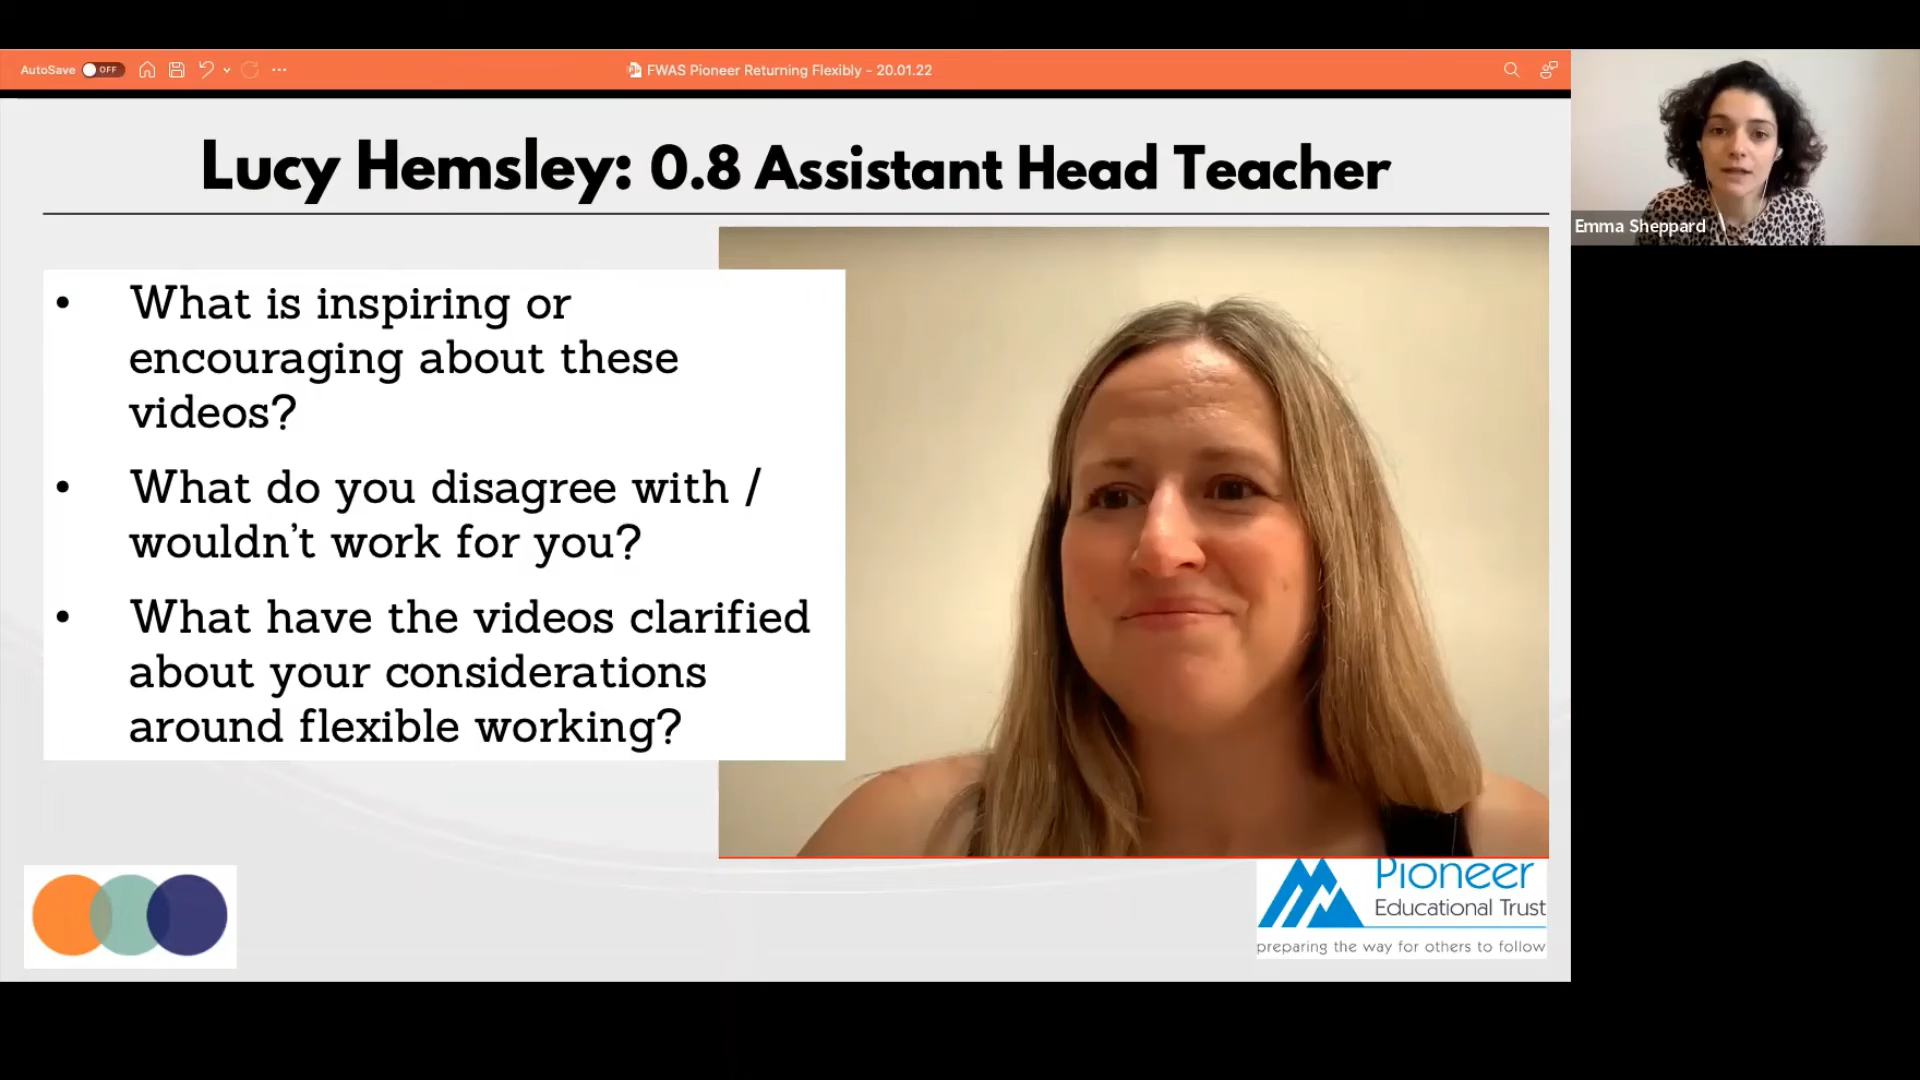 AutoSave OFF
FWAS Pioneer Returning Flexibly - 20.01.22
Lucy Hemsley: 0.8 Assistant Head Teacher
• What is inspiring or
encouraging about these
videos?
• What do you disagree with /
wouldn’t work for you?
• What have the videos clarified
about your considerations
around flexible working?
Pioneer
Educational Trust
preparing the way for others to follow
Emma Sheppard